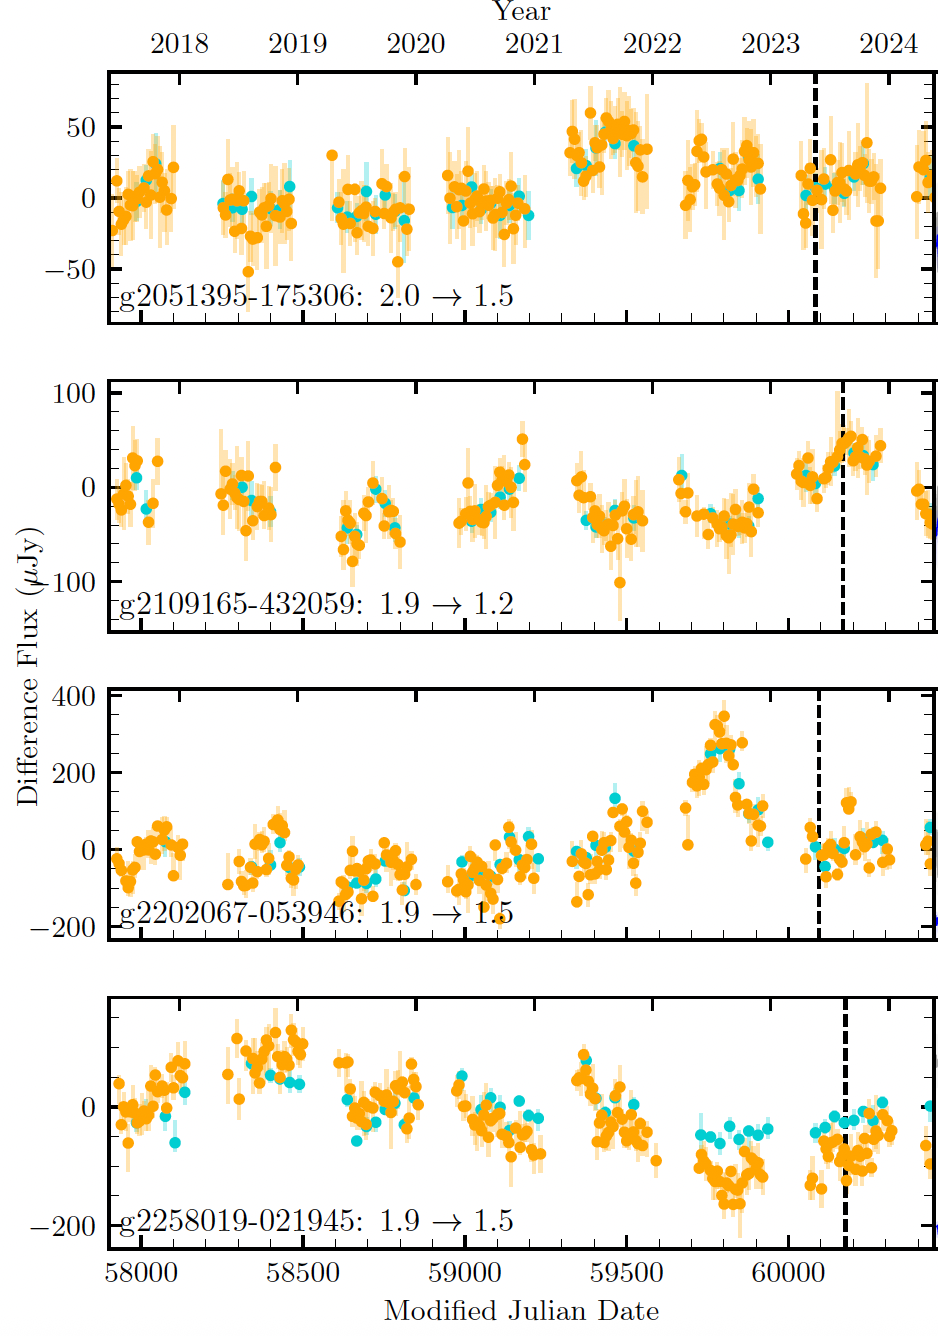 Year
2018 2019 2020 2021 2022 2023 2024
50
0
−50
g2051395-175306: 2.0 → 1.5
100
0
−100
g2109165-432059: 1.9 → 1.2
Difference Flux (μJy)
400
200
0
−200
g2202067-053946: 1.9 → 1.5
0
−200
g2258019-021945: 1.9 → 1.5
58000 58500 59000 59500 60000
Modified Julian Date